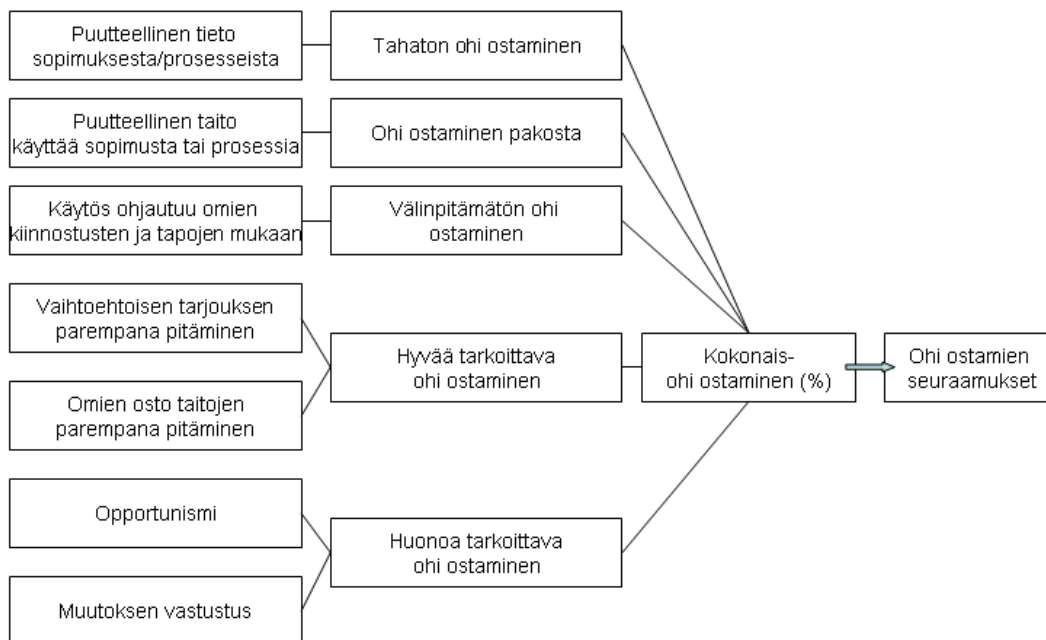 Puutteellinen tieto
sopimuksesta/prosesseista
Tahaton ohi ostaminen
Puutteellinen taito
käyttää sopimusta tai prosessia
Ohi ostaminen pakosta
Käytös ohjautuu omien
kiinnostusten ja tapojen mukaan
Välinpitämätön ohi
ostaminen
Vaihtoehtoisen tarjouksen
parempana pitäminen
Omien osto taitojen
parempana pitäminen
Hyvää tarkoittava
ohi ostaminen
Kokonais-
ohi ostaminen (%)
Ohi ostamien
seuraamukset
Opportunismi
Muutoksen vastustus
Huonoa tarkoittava
ohi ostaminen